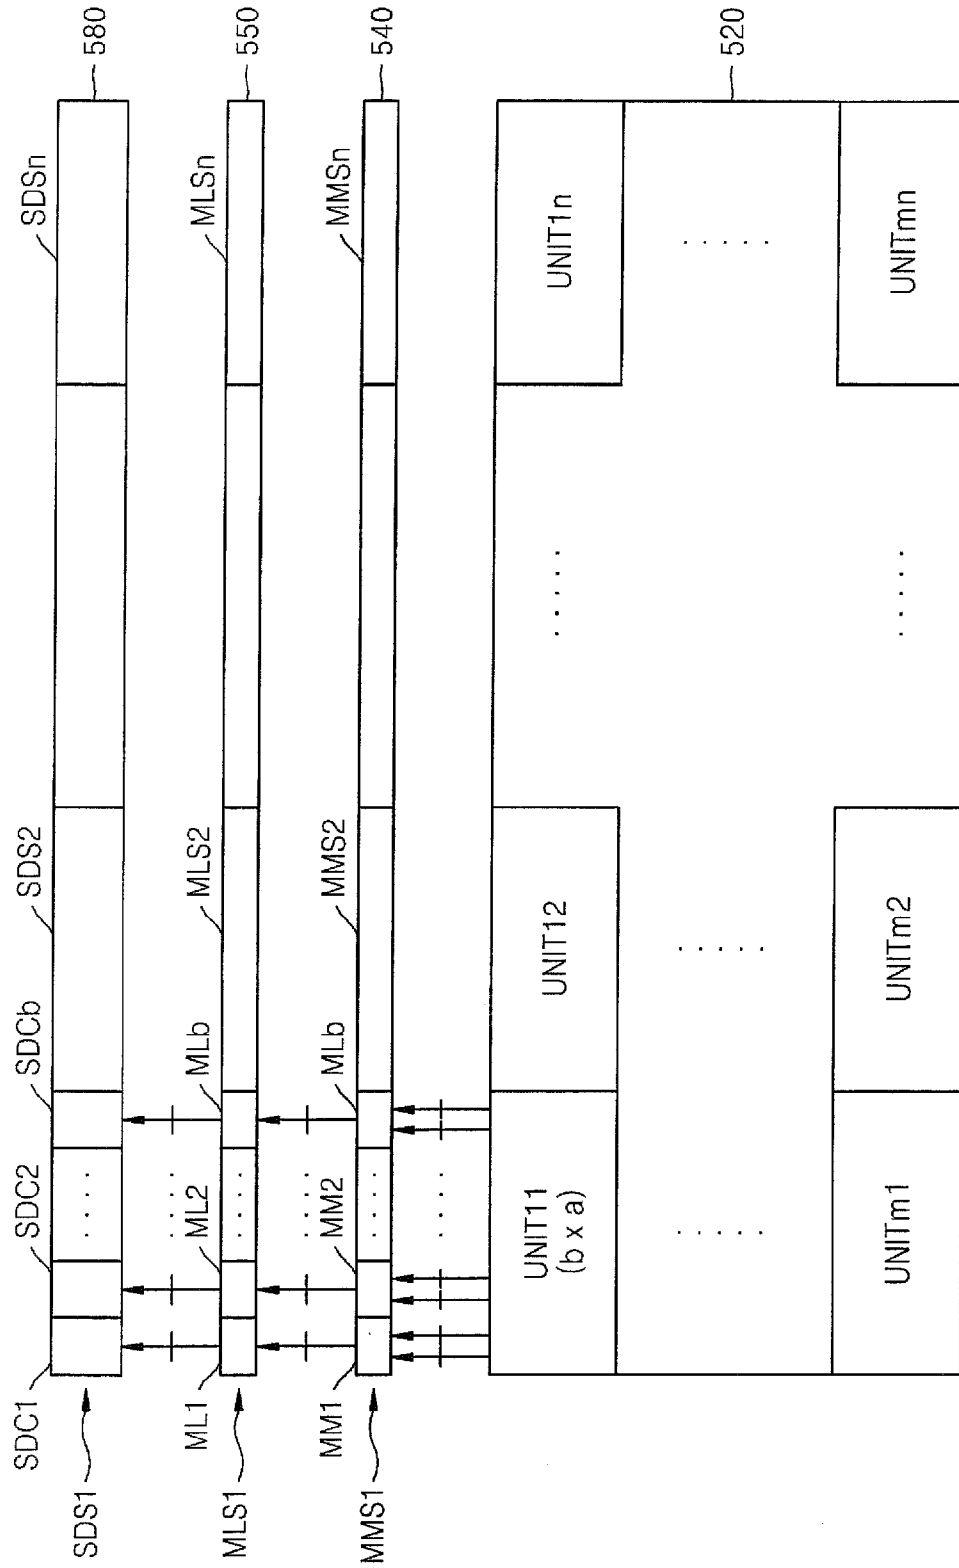 SDS1
SDC1
SDC2
SDCb
SDS2
SDSn
580
. . . .
. . . .
MLS1
ML1
ML2
MLb
MLS2
MLSn
550
. . . .
. . . .
MMS1
MM1
MM2
MLb
MMS2
MMSn
540
. . . .
. . . .
UNIT11
(b x a)
UNIT12
. . . . .
UNIT1n
520
. . . . .
. . . . .
. . . . .
UNITm1
UNITm2
. . . . .
UNITmn